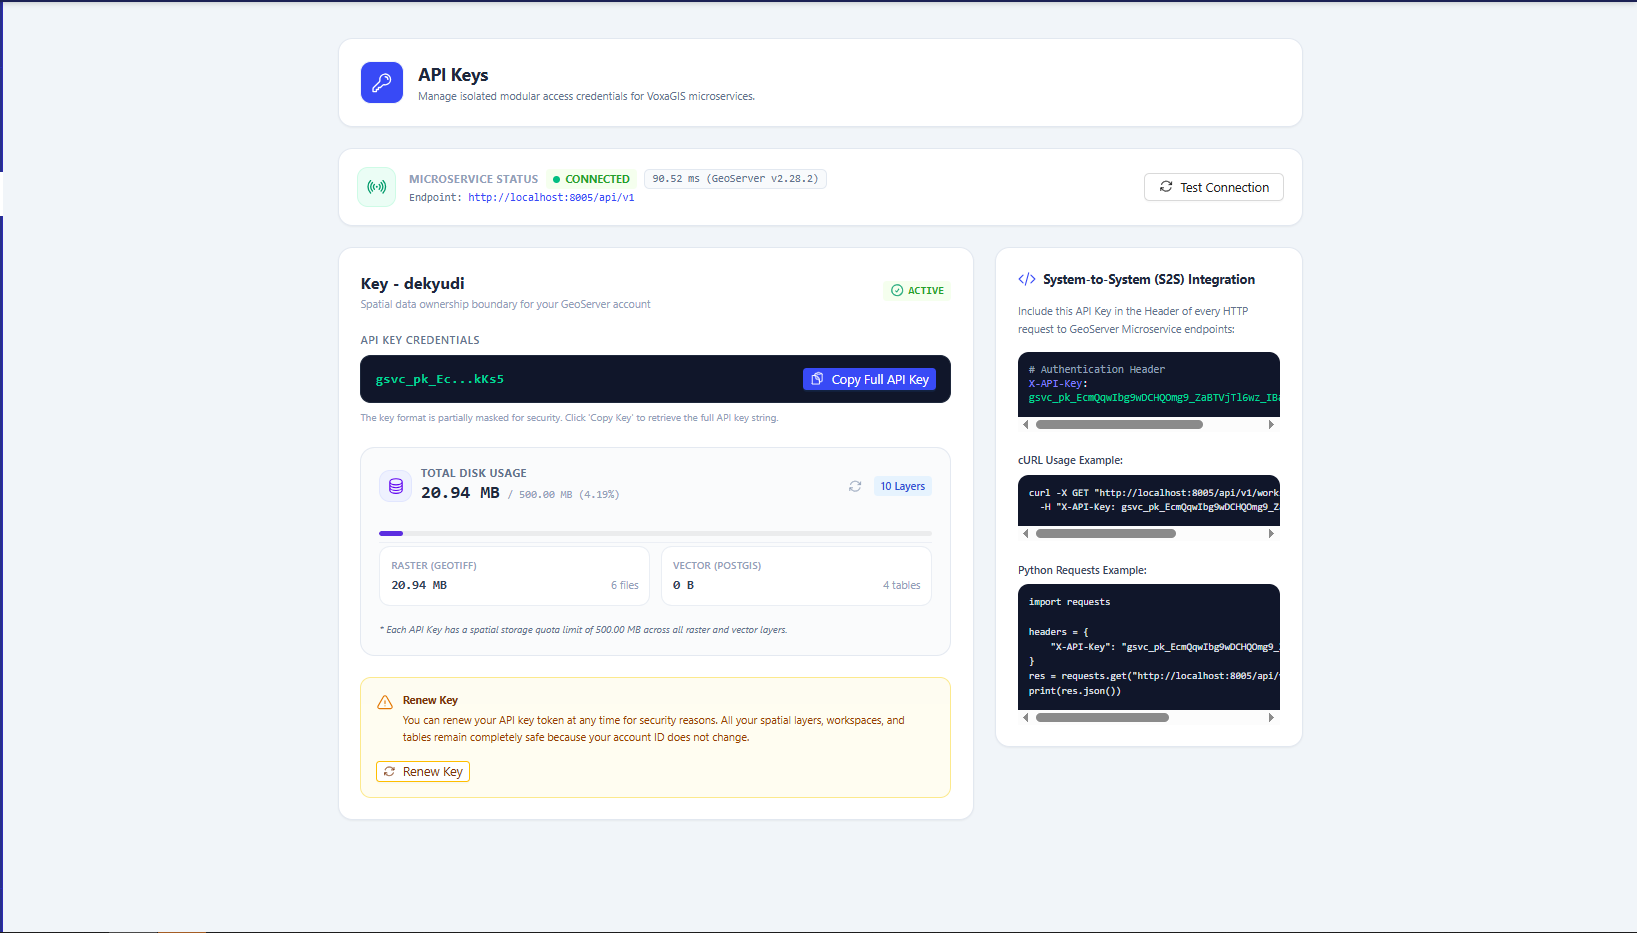 API Keys
Manage isolated modular access credentials for VoxaGIS microservices.
MICROSERVICE STATUS
CONNECTED
90.52 ms (GeoServer v2.28.2)
Endpoint: http://localhost:8005/api/v1
Test Connection
Key - dekyudi
Spatial data ownership boundary for your GeoServer account
ACTIVE
API KEY CREDENTIALS
gsvc_pk_Ec...kKs5
Copy Full API Key
The key format is partially masked for security. Click 'Copy Key' to retrieve the full API key string.
TOTAL DISK USAGE
20.94 MB / 500.00 MB (4.19%)
10 Layers
RASTER (GEOTIFF)
20.94 MB
6 files
VECTOR (POSTGIS)
0 B
4 tables
* Each API Key has a spatial storage quota limit of 500.00 MB across all raster and vector layers.
Renew Key
You can renew your API key token at any time for security reasons. All your spatial layers, workspaces, and
tables remain completely safe because your account ID does not change.
Renew Key
</> System-to-System (S2S) Integration
Include this API Key in the Header of every HTTP
request to GeoServer Microservice endpoints:
# Authentication Header
X-API-Key:
gsvc_pk_EcmQqwIbg9wDCHQOmg9_ZaBTVjTl6wz_IBa
cURL Usage Example:
curl -X GET "http://localhost:8005/api/v1/work
-H "X-API-Key: gsvc_pk_EcmQqwIbg9wDCHQOmg9_Z
Python Requests Example:
import requests
headers = {
"X-API-Key": "gsvc_pk_EcmQqwIbg9wDCHQOmg9_
}
res = requests.get("http://localhost:8005/api/
print(res.json())